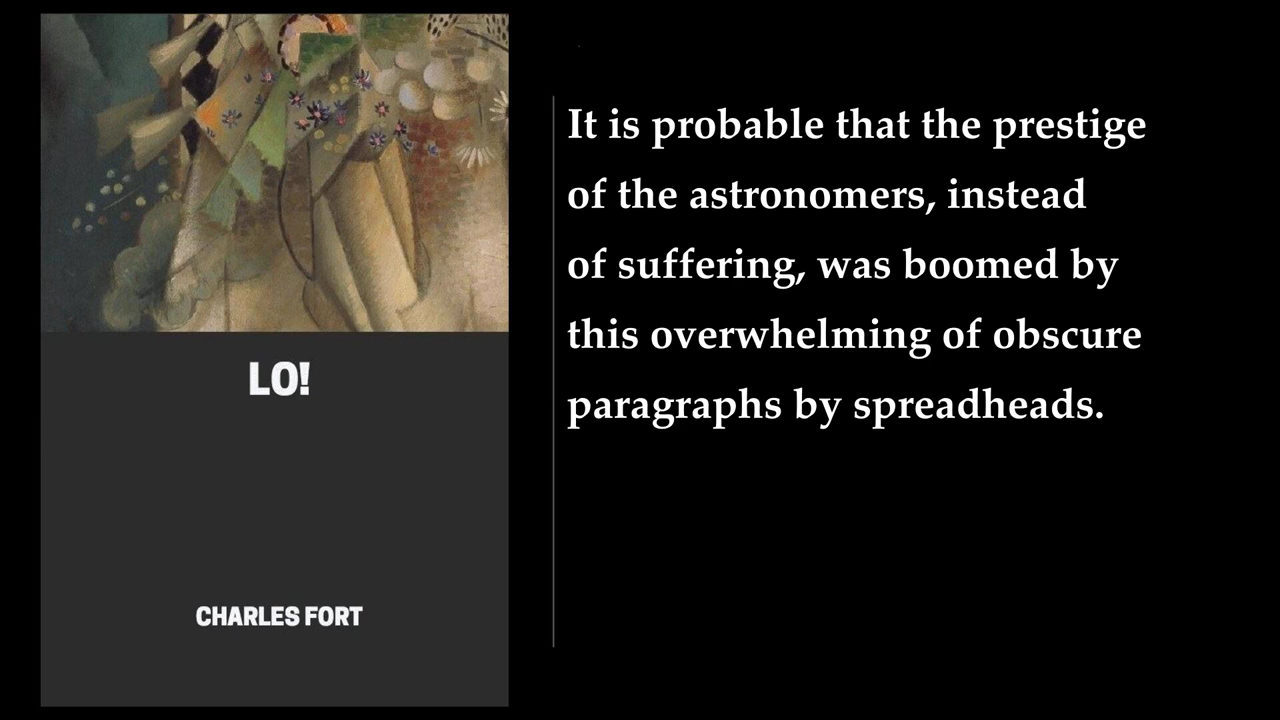 LO!
CHARLES FORT
It is probable that the prestige
of the astronomers, instead
of suffering, was boomed by
this overwhelming of obscure
paragraphs by spreadheads.